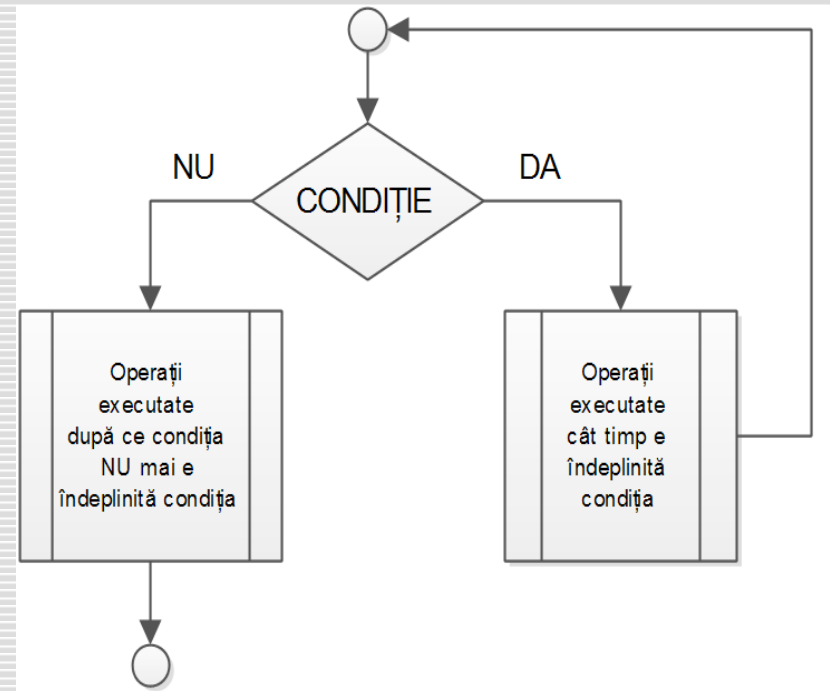 NU
DA
CONDIȚIE
Operații
executate
după ce condiția
NU mai e
îndeplinită condiția
Operații
executate
cât timp e
îndeplinită
condiția